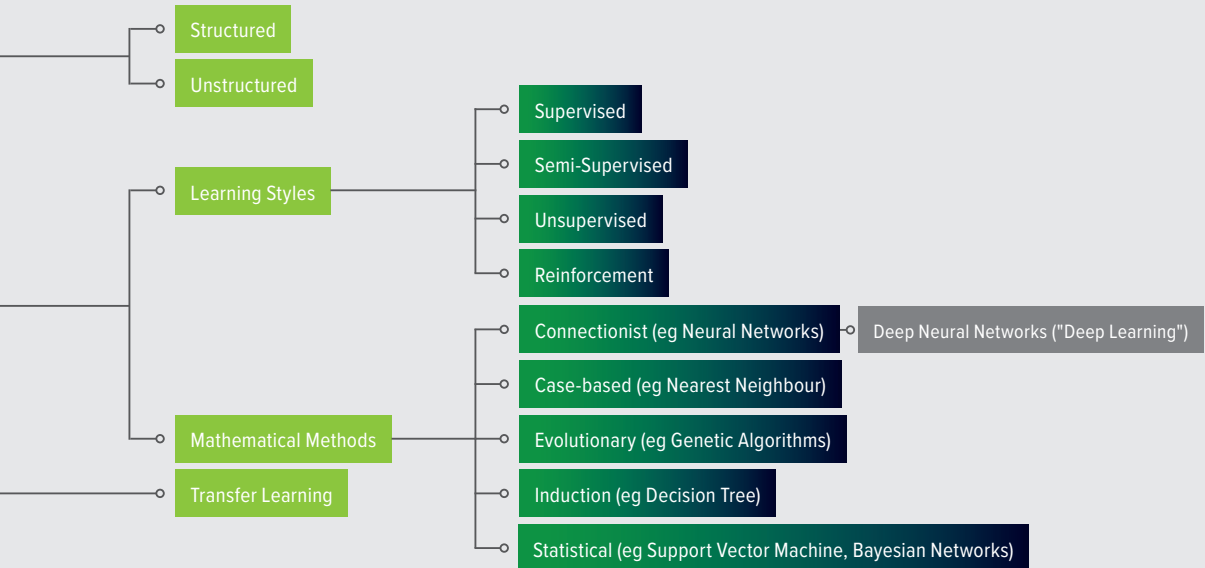 Structured
Unstructured
Learning Styles
Supervised
Semi-Supervised
Unsupervised
Reinforcement
Mathematical Methods
Connectionist (eg Neural Networks)
Deep Neural Networks ("Deep Learning")
Case-based (eg Nearest Neighbour)
Evolutionary (eg Genetic Algorithms)
Induction (eg Decision Tree)
Statistical (eg Support Vector Machine, Bayesian Networks)
Transfer Learning